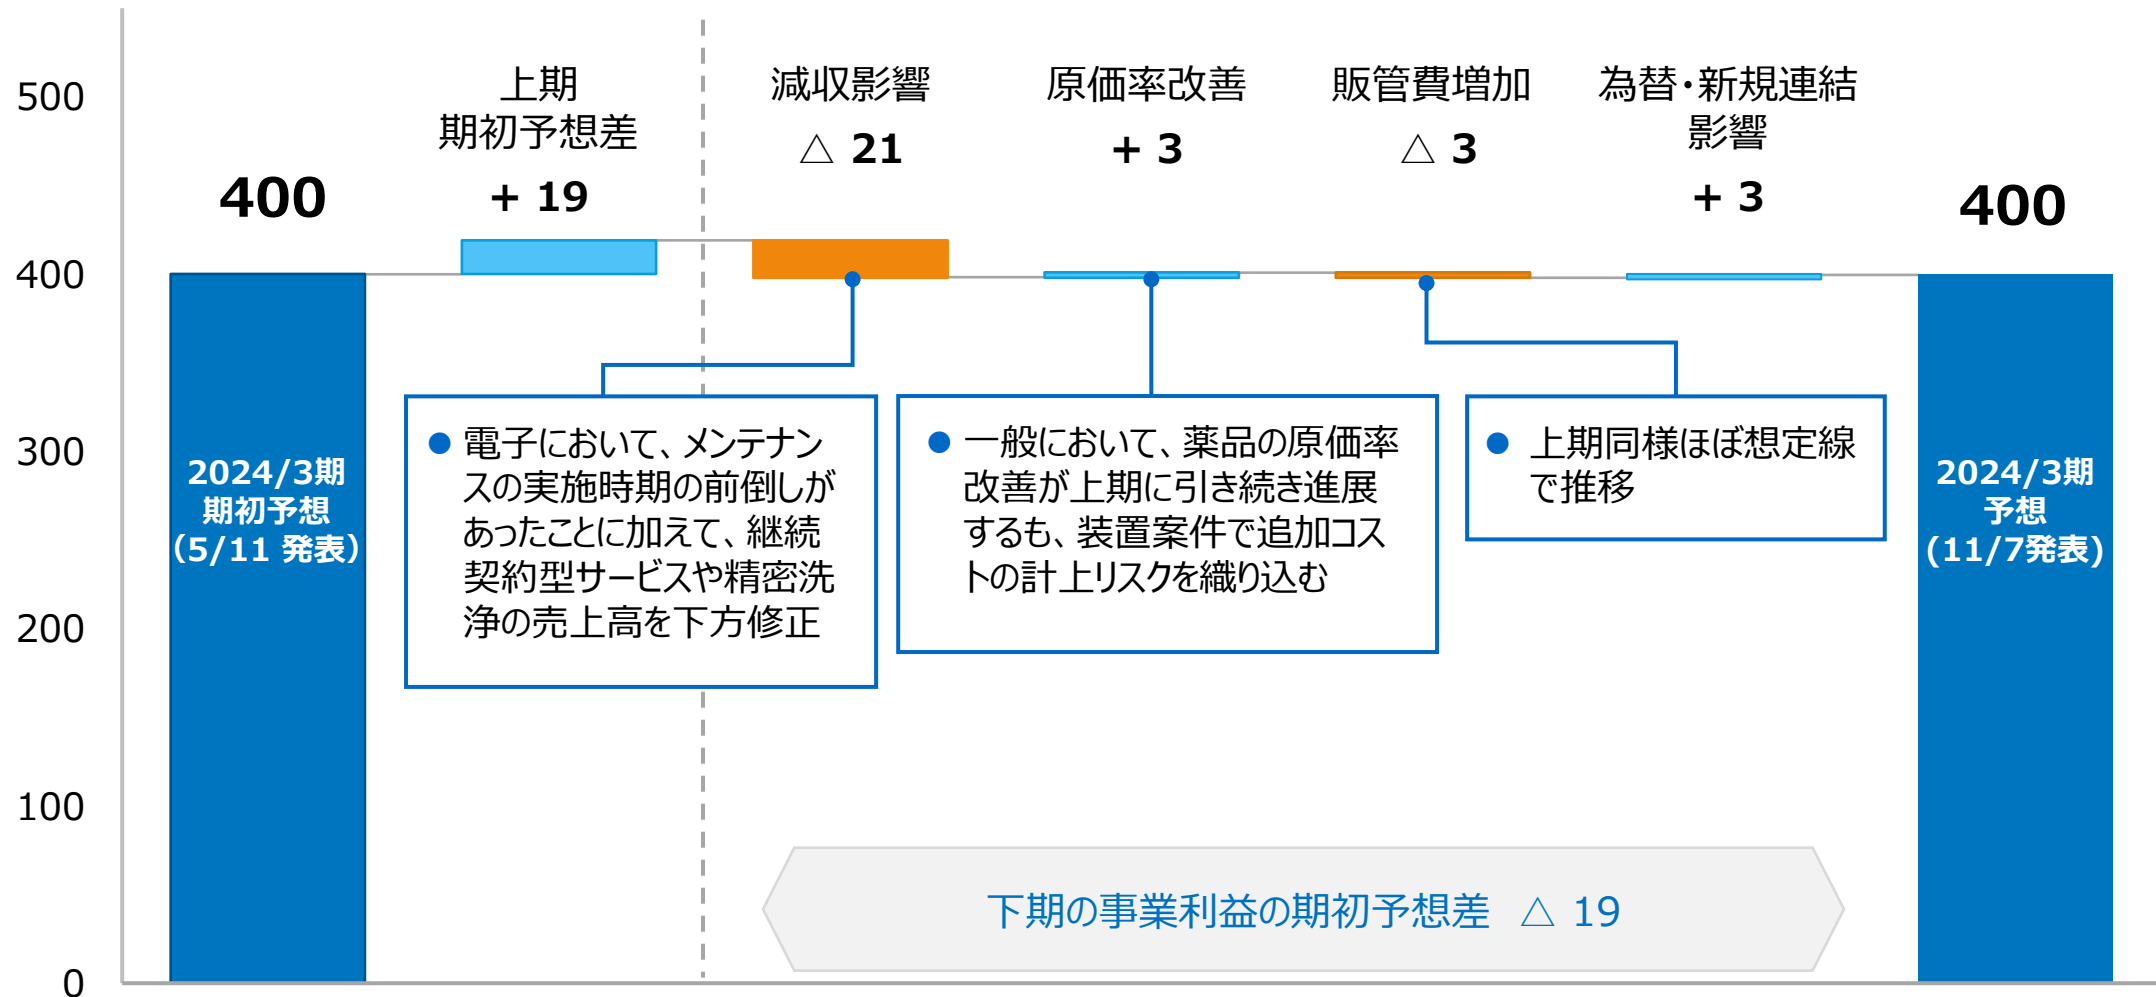 500
400
300
200
100
0
400
2024/3期
期初予想
（5/11 発表）
上期
期初予想差
+ 19
減収影響
△ 21
原価率改善
+ 3
販管費増加
△ 3
為替・新規連結
影響
+ 3
400
2024/3期
予想
(11/7発表)
● 電子において、メンテナン
スの実施時期の前倒しが
あったことに加えて、継続
契約型サービスや精密洗
浄の売上高を下方修正
● 一般において、薬品の原価率
改善が上期に引き続き進展
するも、装置案件で追加コス
トの計上リスクを織り込む
● 上期同様ほぼ想定線
で推移
下期の事業利益の期初予想差 △ 19